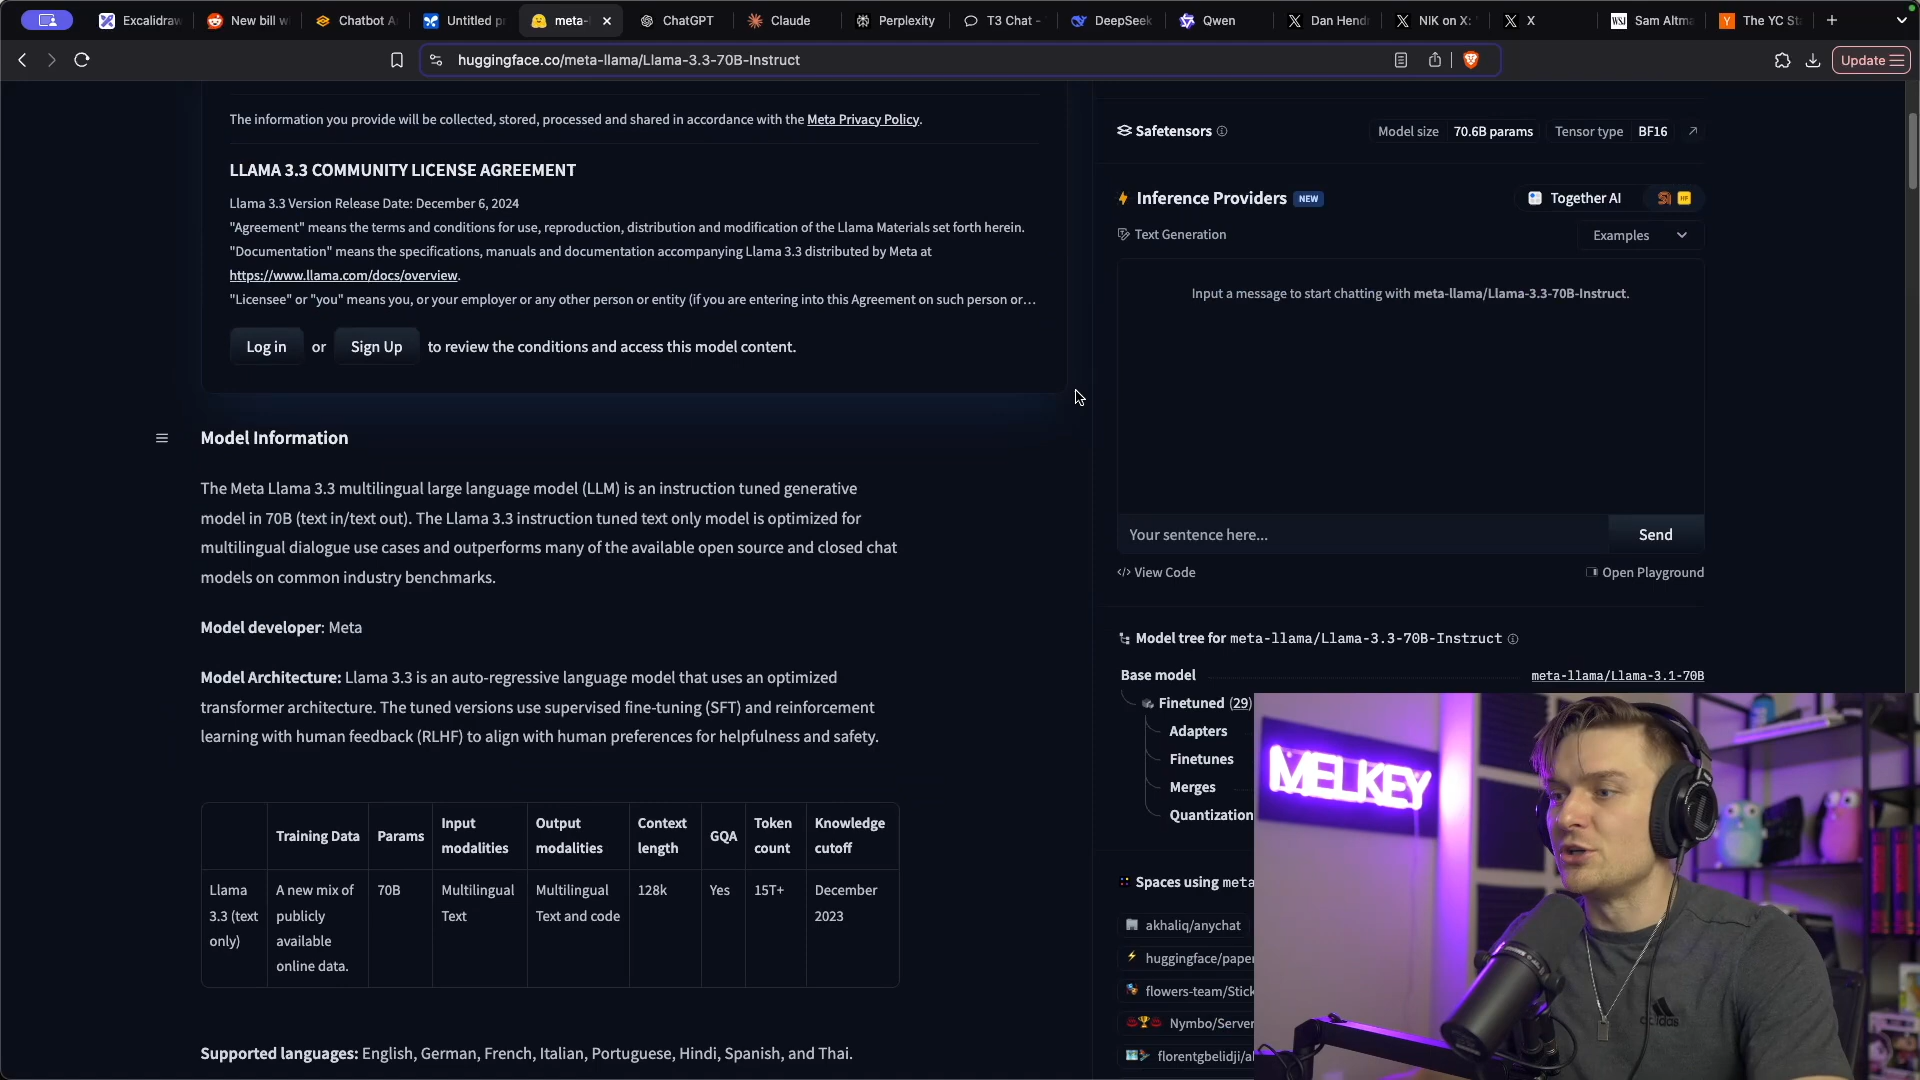 Excalidraw
New bill w
Chatbot A
Untitled p
meta-
ChatGPT
Claude
Perplexity
T3 Chat -
DeepSeek
Qwen
Dan Hend
NIK on X:
X
Sam Altma
The YC St
huggingface.co/meta-llama/Llama-3.3-70B-Instruct
Update
The information you provide will be collected, stored, processed and shared in accordance with the Meta Privacy Policy.
LLAMA 3.3 COMMUNITY LICENSE AGREEMENT
Llama 3.3 Version Release Date: December 6, 2024
"Agreement" means the terms and conditions for use, reproduction, distribution and modification of the Llama Materials set forth herein.
"Documentation" means the specifications, manuals and documentation accompanying Llama 3.3 distributed by Meta at
https://www.llama.com/docs/overview.
"Licensee" or "you" means you, or your employer or any other person or entity (if you are entering into this Agreement on such person or…
Log in or Sign Up to review the conditions and access this model content.
Model Information
The Meta Llama 3.3 multilingual large language model (LLM) is an instruction tuned generative
model in 70B (text in/text out). The Llama 3.3 instruction tuned text only model is optimized for
multilingual dialogue use cases and outperforms many of the available open source and closed chat
models on common industry benchmarks.
Model developer: Meta
Model Architecture: Llama 3.3 is an auto-regressive language model that uses an optimized
transformer architecture. The tuned versions use supervised fine-tuning (SFT) and reinforcement
learning with human feedback (RLHF) to align with human preferences for helpfulness and safety.
Training Data
Params
Input
modalities
Output
modalities
Context
length
GQA
Token
count
Knowledge
cutoff
Llama
3.3 (text
only)
A new mix of
publicly
available
online data.
70B
Multilingual
Text
Multilingual
Text and code
128k
Yes
15T+
December
2023
Supported languages: English, German, French, Italian, Portuguese, Hindi, Spanish, and Thai.
Safetensors
Model size 70.6B params
Tensor type BF16
Inference Providers NEW
Together AI
Text Generation
Examples
Input a message to start chatting with meta-llama/Llama-3.3-70B-Instruct.
Your sentence here...
Send
View Code
Open Playground
Model tree for meta-llama/Llama-3.3-70B-Instruct
Base model
meta-llama/Llama-3.1-70B
Finetuned (29)
Adapters
Finetunes
Merges
Quantization
Spaces using meta
akhaliq/anychat
huggingface/paper
flowers-team/Stick
Nymbo/Server
florentgbelidji/al
MELKEY
adidas